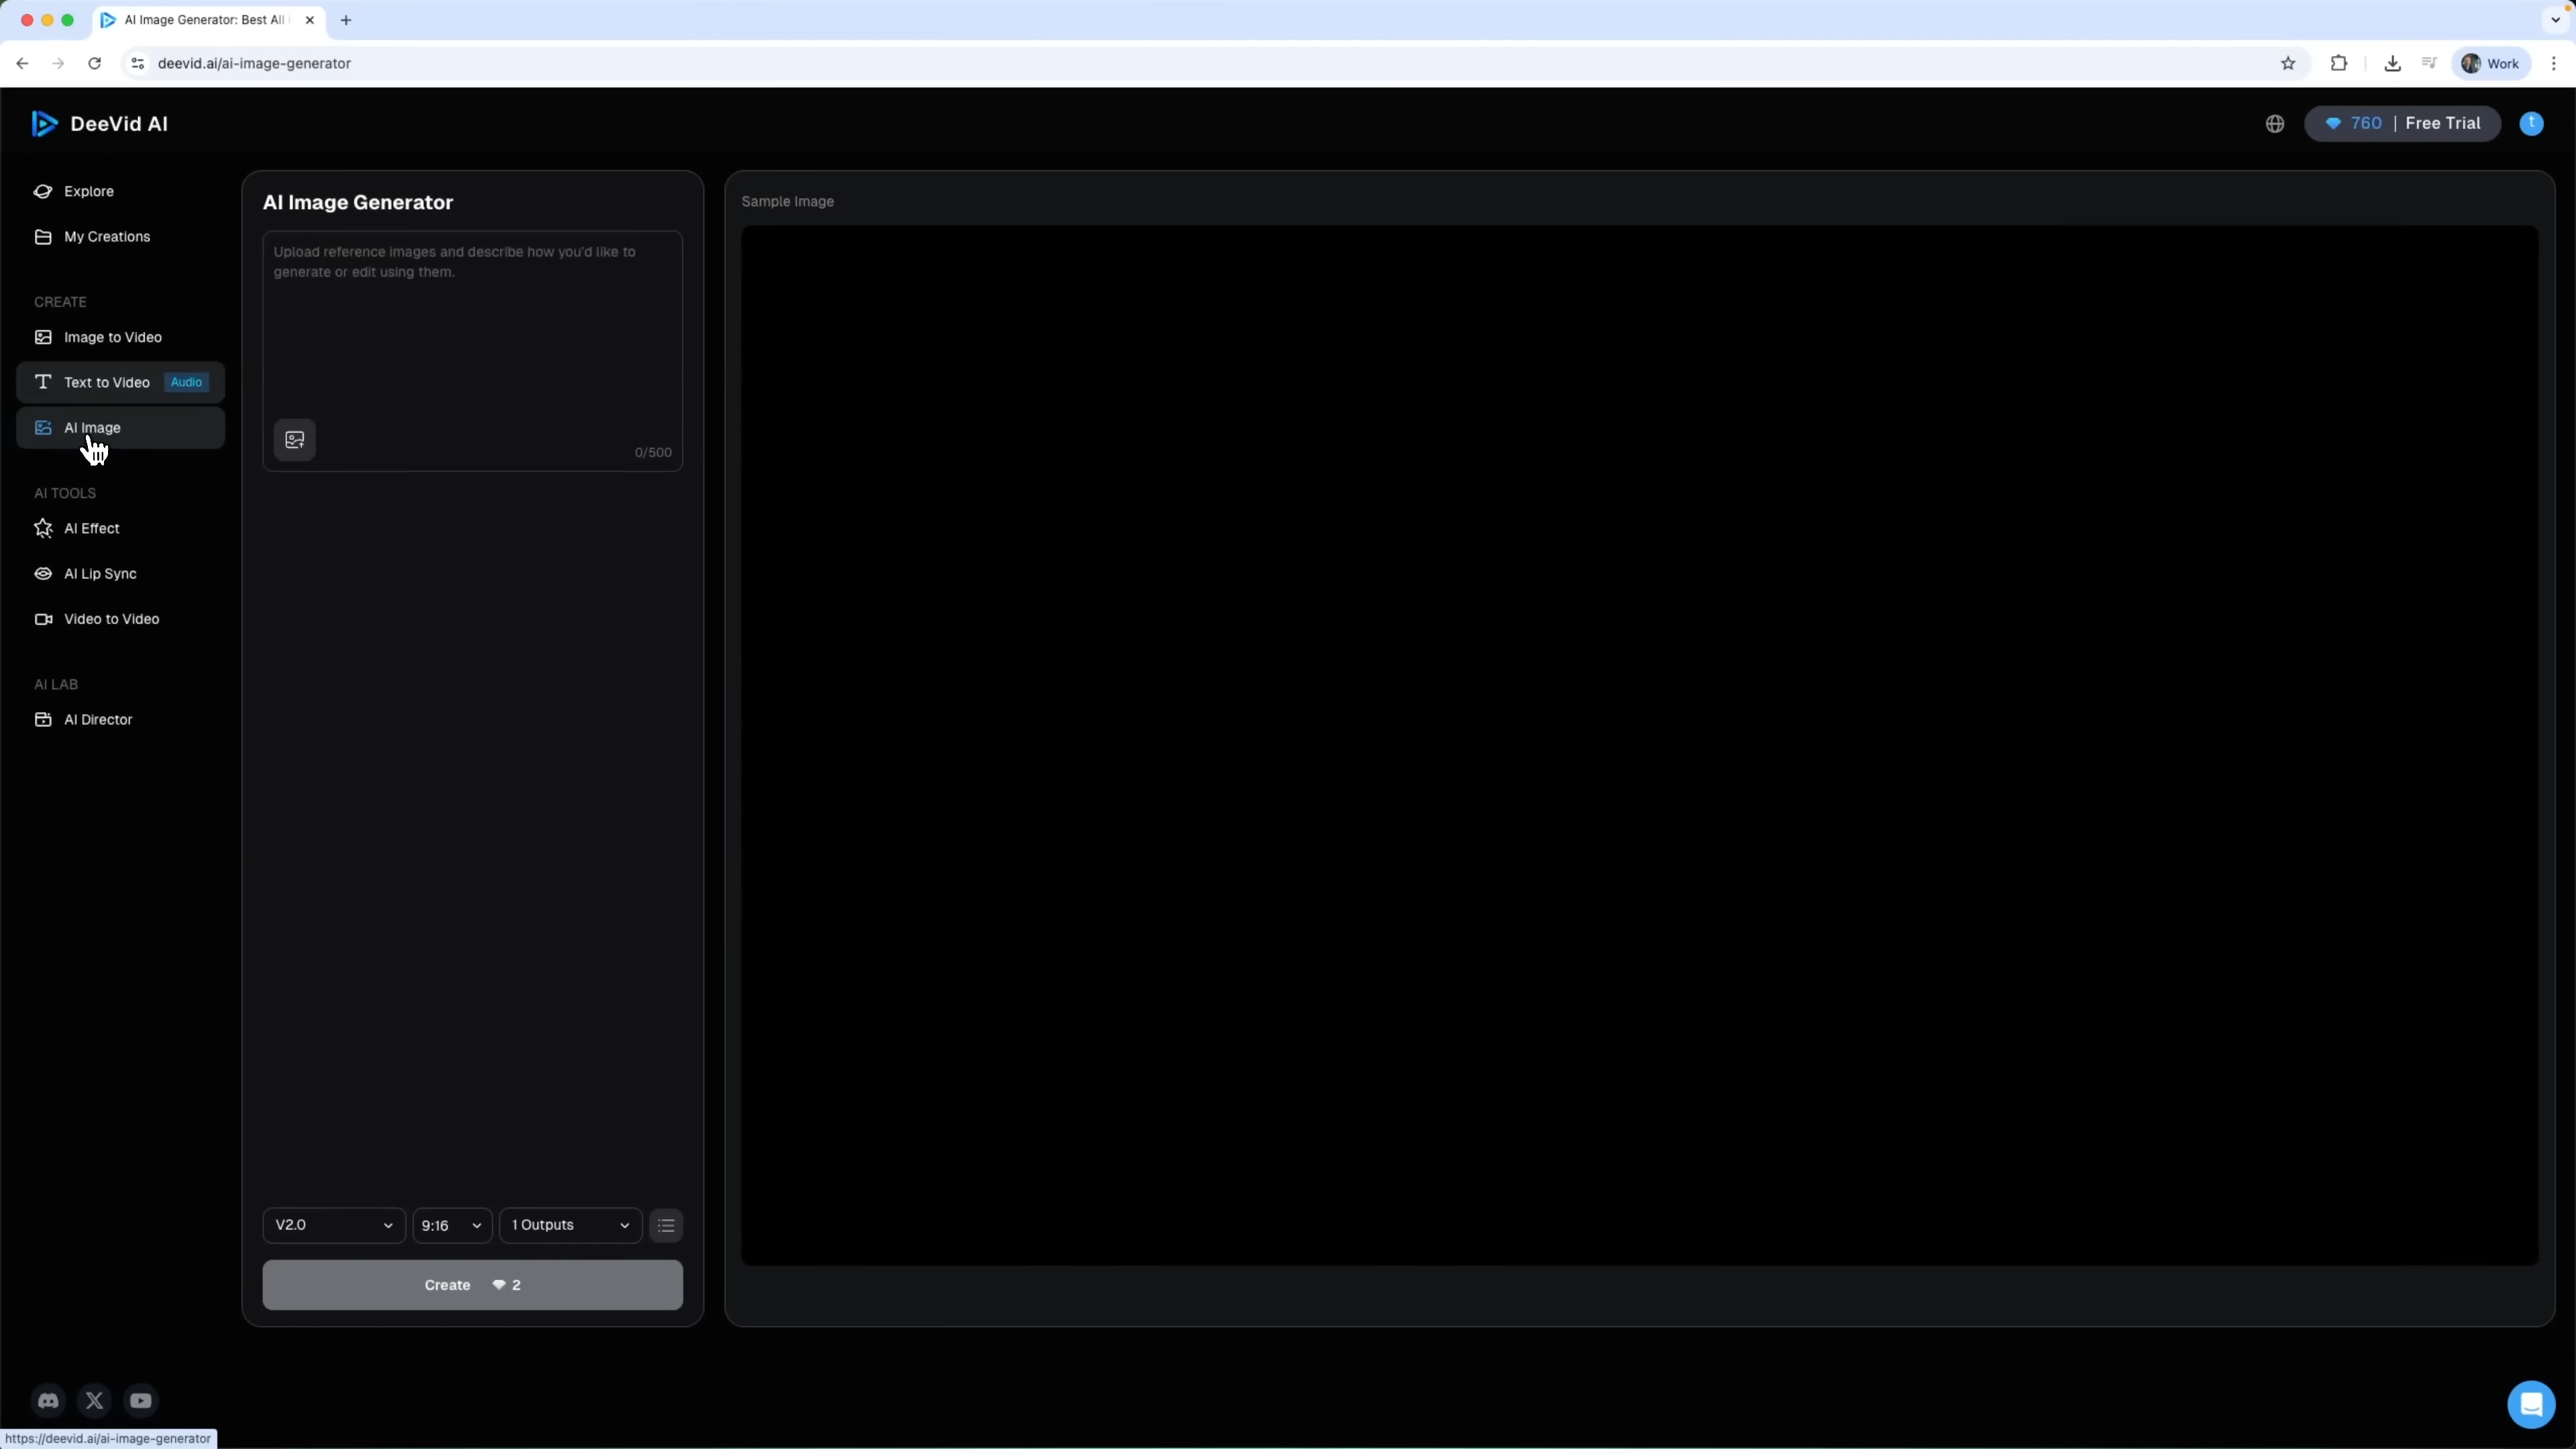 AI Image Generator: Best All
deevid.ai/ai-image-generator
Work
DeeVid AI
760 | Free Trial
t
Explore
My Creations
CREATE
Image to Video
Text to Video Audio
AI Image
AI TOOLS
AI Effect
AI Lip Sync
Video to Video
AI LAB
AI Director
AI Image Generator
Upload reference images and describe how you'd like to
generate or edit using them.
0/500
V2.0
9:16
1 Outputs
Create 2
Sample Image
https://deevid.ai/ai-image-generator